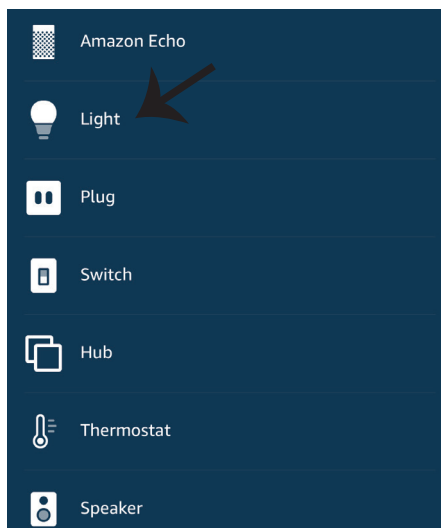 Amazon Echo
Light
Plug
Switch
Hub
Thermostat
Speaker